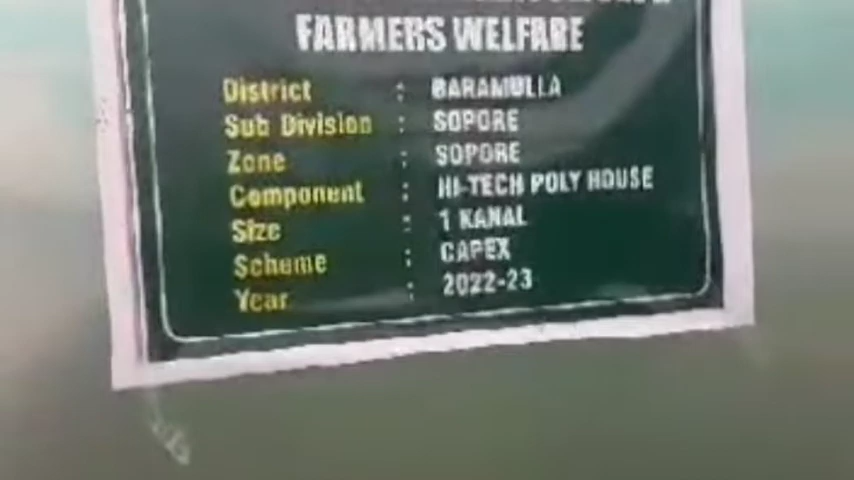 FARMERS WELFARE
District : BARAMULLA
Sub Division : SOPORE
Zone : SOPORE
Component : HI-TECH POLY HOUSE
Size : 1 KANAL
Scheme : CAPEX
Year : 2022-23